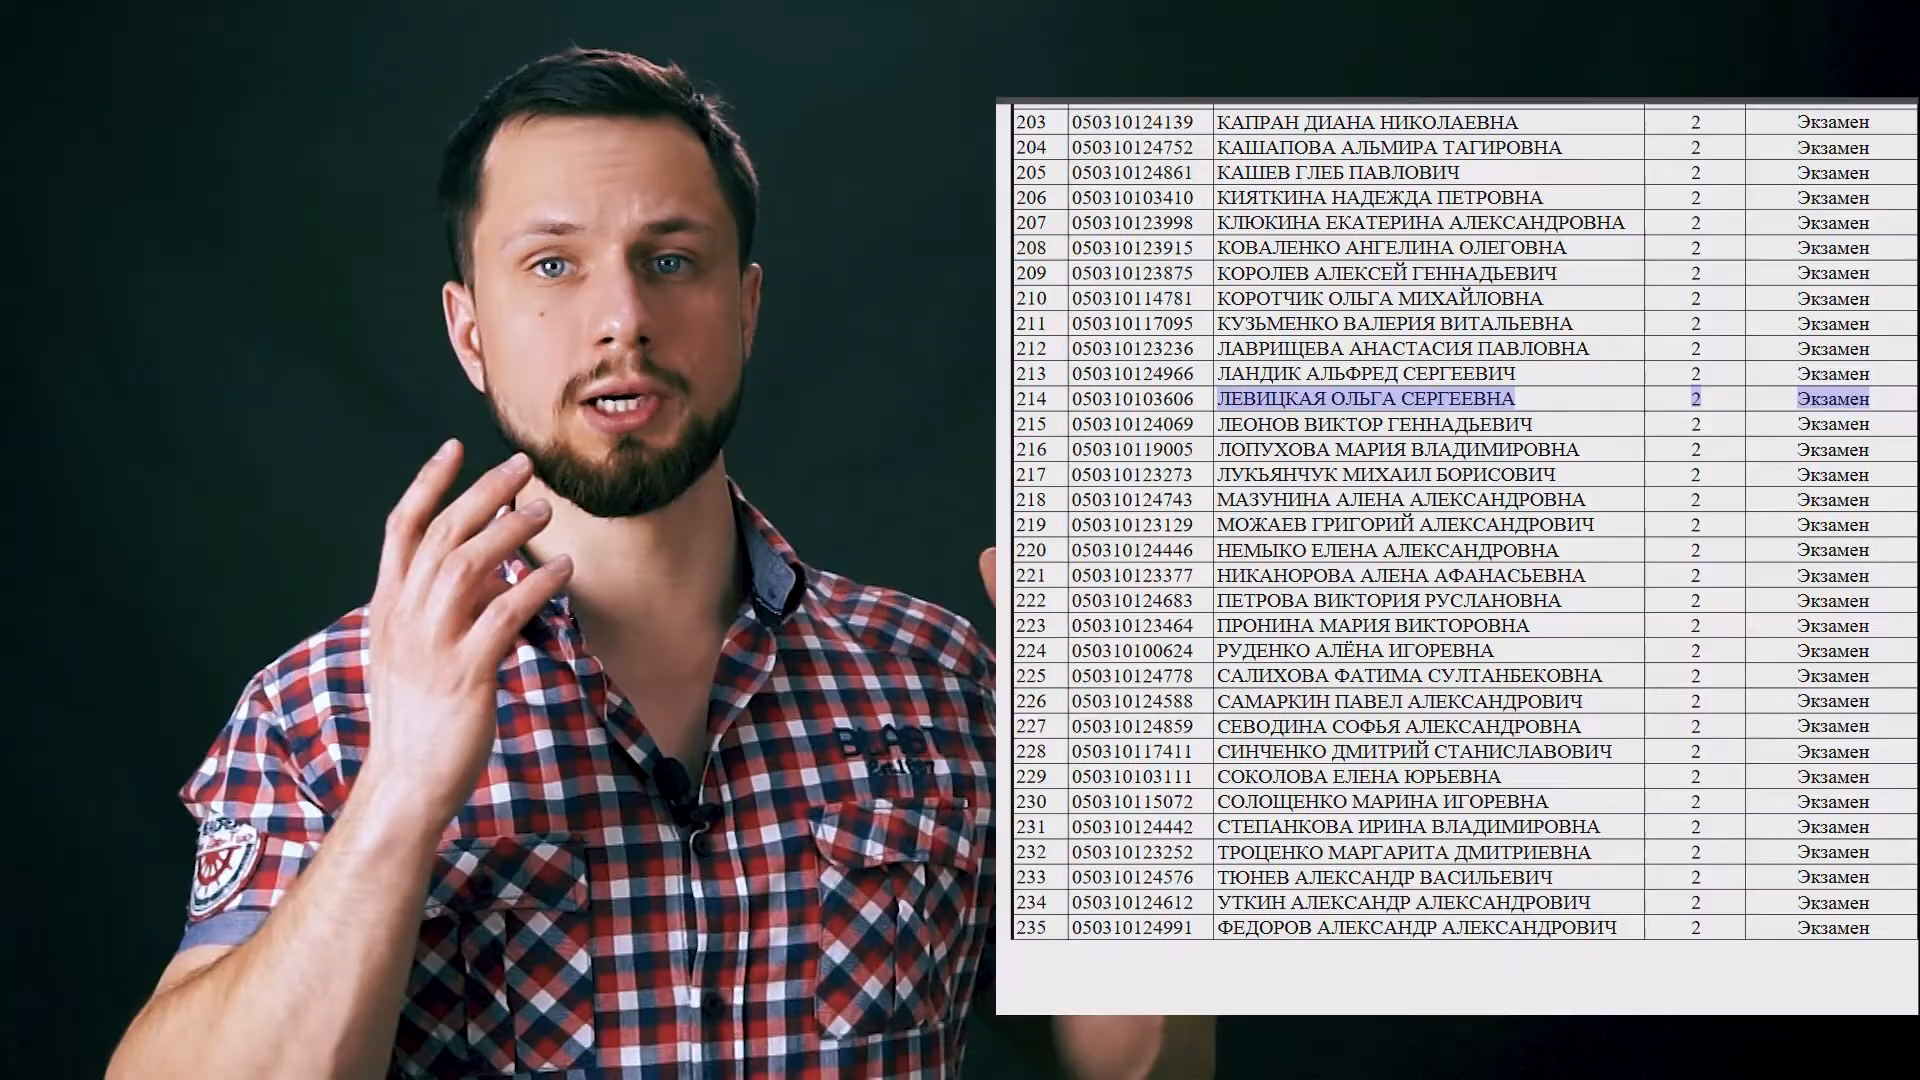 203 050310124139 КАПРАН ДИАНА НИКОЛАЕВНА 2 Экзамен
204 050310124752 КАШАПОВА АЛЬМИРА ТАГИРОВНА 2 Экзамен
205 050310124861 КАШЕВ ГЛЕБ ПАВЛОВИЧ 2 Экзамен
206 050310103410 КИЯТКИНА НАДЕЖДА ПЕТРОВНА 2 Экзамен
207 050310123998 КЛЮКИНА ЕКАТЕРИНА АЛЕКСАНДРОВНА 2 Экзамен
208 050310123915 КОВАЛЕНКО АНГЕЛИНА ОЛЕГОВНА 2 Экзамен
209 050310123875 КОРОЛЕВ АЛЕКСЕЙ ГЕННАДЬЕВИЧ 2 Экзамен
210 050310114781 КОРОТЧИК ОЛЬГА МИХАЙЛОВНА 2 Экзамен
211 050310117095 КУЗЬМЕНКО ВАЛЕРИЯ ВИТАЛЬЕВНА 2 Экзамен
212 050310123236 ЛАВРИЩЕВА АНАСТАСИЯ ПАВЛОВНА 2 Экзамен
213 050310124966 ЛАНДИК АЛЬФРЕД СЕРГЕЕВИЧ 2 Экзамен
214 050310103606 ЛЕВИЦКАЯ ОЛЬГА СЕРГЕЕВНА 2 Экзамен
215 050310124069 ЛЕОНОВ ВИКТОР ГЕННАДЬЕВИЧ 2 Экзамен
216 050310119005 ЛОПУХОВА МАРИЯ ВЛАДИМИРОВНА 2 Экзамен
217 050310123273 ЛУКЬЯНЧУК МИХАИЛ БОРИСОВИЧ 2 Экзамен
218 050310124743 МАЗУНИНА АЛЕНА АЛЕКСАНДРОВНА 2 Экзамен
219 050310123129 МОЖАЕВ ГРИГОРИЙ АЛЕКСАНДРОВИЧ 2 Экзамен
220 050310124446 НЕМЫКО ЕЛЕНА АЛЕКСАНДРОВНА 2 Экзамен
221 050310123377 НИКАНОРОВА АЛЕНА АФАНАСЬЕВНА 2 Экзамен
222 050310124683 ПЕТРОВА ВИКТОРИЯ РУСЛАНОВНА 2 Экзамен
223 050310123464 ПРОНИНА МАРИЯ ВИКТОРОВНА 2 Экзамен
224 050310100624 РУДЕНКО АЛЁНА ИГОРЕВНА 2 Экзамен
225 050310124778 САЛИХОВА ФАТИМА СУЛТАНБЕКОВНА 2 Экзамен
226 050310124588 САМАРКИН ПАВЕЛ АЛЕКСАНДРОВИЧ 2 Экзамен
227 050310124859 СЕВОДИНА СОФЬЯ АЛЕКСАНДРОВНА 2 Экзамен
228 050310117411 СИНЧЕНКО ДМИТРИЙ СТАНИСЛАВОВИЧ 2 Экзамен
229 050310103111 СОКОЛОВА ЕЛЕНА ЮРЬЕВНА 2 Экзамен
230 050310115072 СОЛОЩЕНКО МАРИНА ИГОРЕВНА 2 Экзамен
231 050310124442 СТЕПАНКОВА ИРИНА ВЛАДИМИРОВНА 2 Экзамен
232 050310123252 ТРОЦЕНКО МАРГАРИТА ДМИТРИЕВНА 2 Экзамен
233 050310124576 ТЮНЕВ АЛЕКСАНДР ВАСИЛЬЕВИЧ 2 Экзамен
234 050310124612 УТКИН АЛЕКСАНДР АЛЕКСАНДРОВИЧ 2 Экзамен
235 050310124991 ФЕДОРОВ АЛЕКСАНДР АЛЕКСАНДРОВИЧ 2 Экзамен